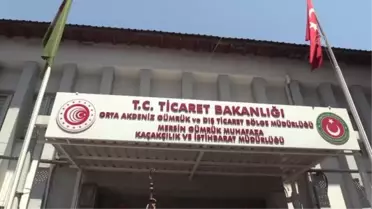 T.C. TİCARET BAKANLIĞI
ORTA AKDENİZ GÜMRÜK VE DIŞ TİCARET BÖLGE MÜDÜRLÜĞÜ
MERSİN GÜMRÜK MUHAFAZA
KAÇAKÇILIK VE İSTİHBARAT MÜDÜRLÜĞÜ